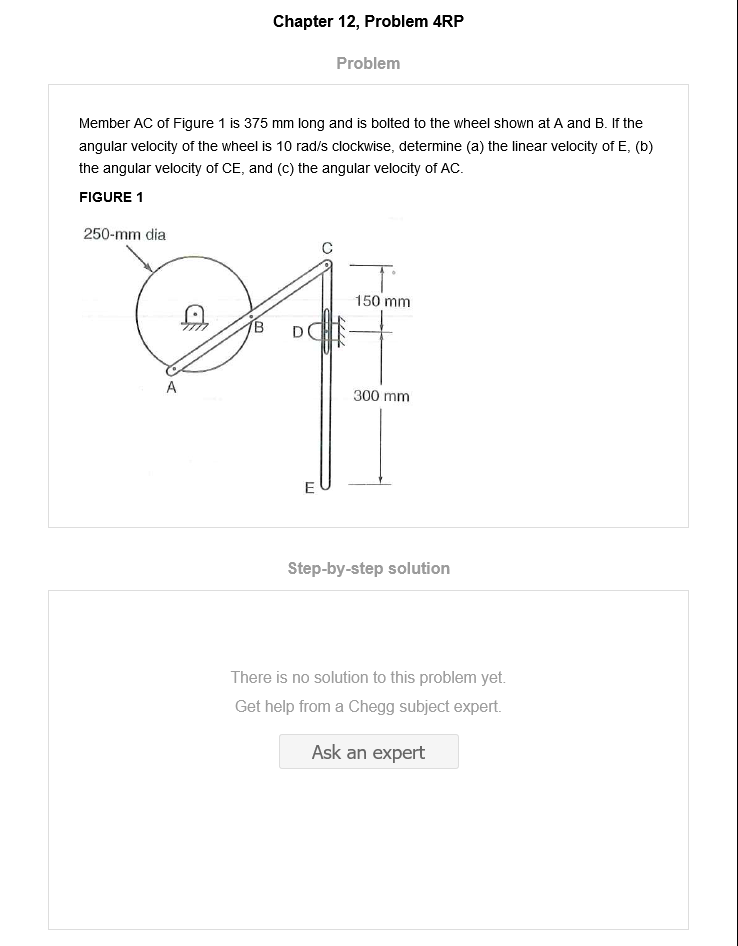 Chapter 12, Problem 4RP
Problem
Member AC of Figure 1 is 375 mm long and is bolted to the wheel shown at A and B. If the
angular velocity of the wheel is 10 rad/s clockwise, determine (a) the linear velocity of E, (b)
the angular velocity of CE, and (c) the angular velocity of AC.
FIGURE 1
250-mm dia
C
150 mm
B
D
A
300 mm
E
Step-by-step solution
There is no solution to this problem yet.
Get help from a Chegg subject expert.
Ask an expert